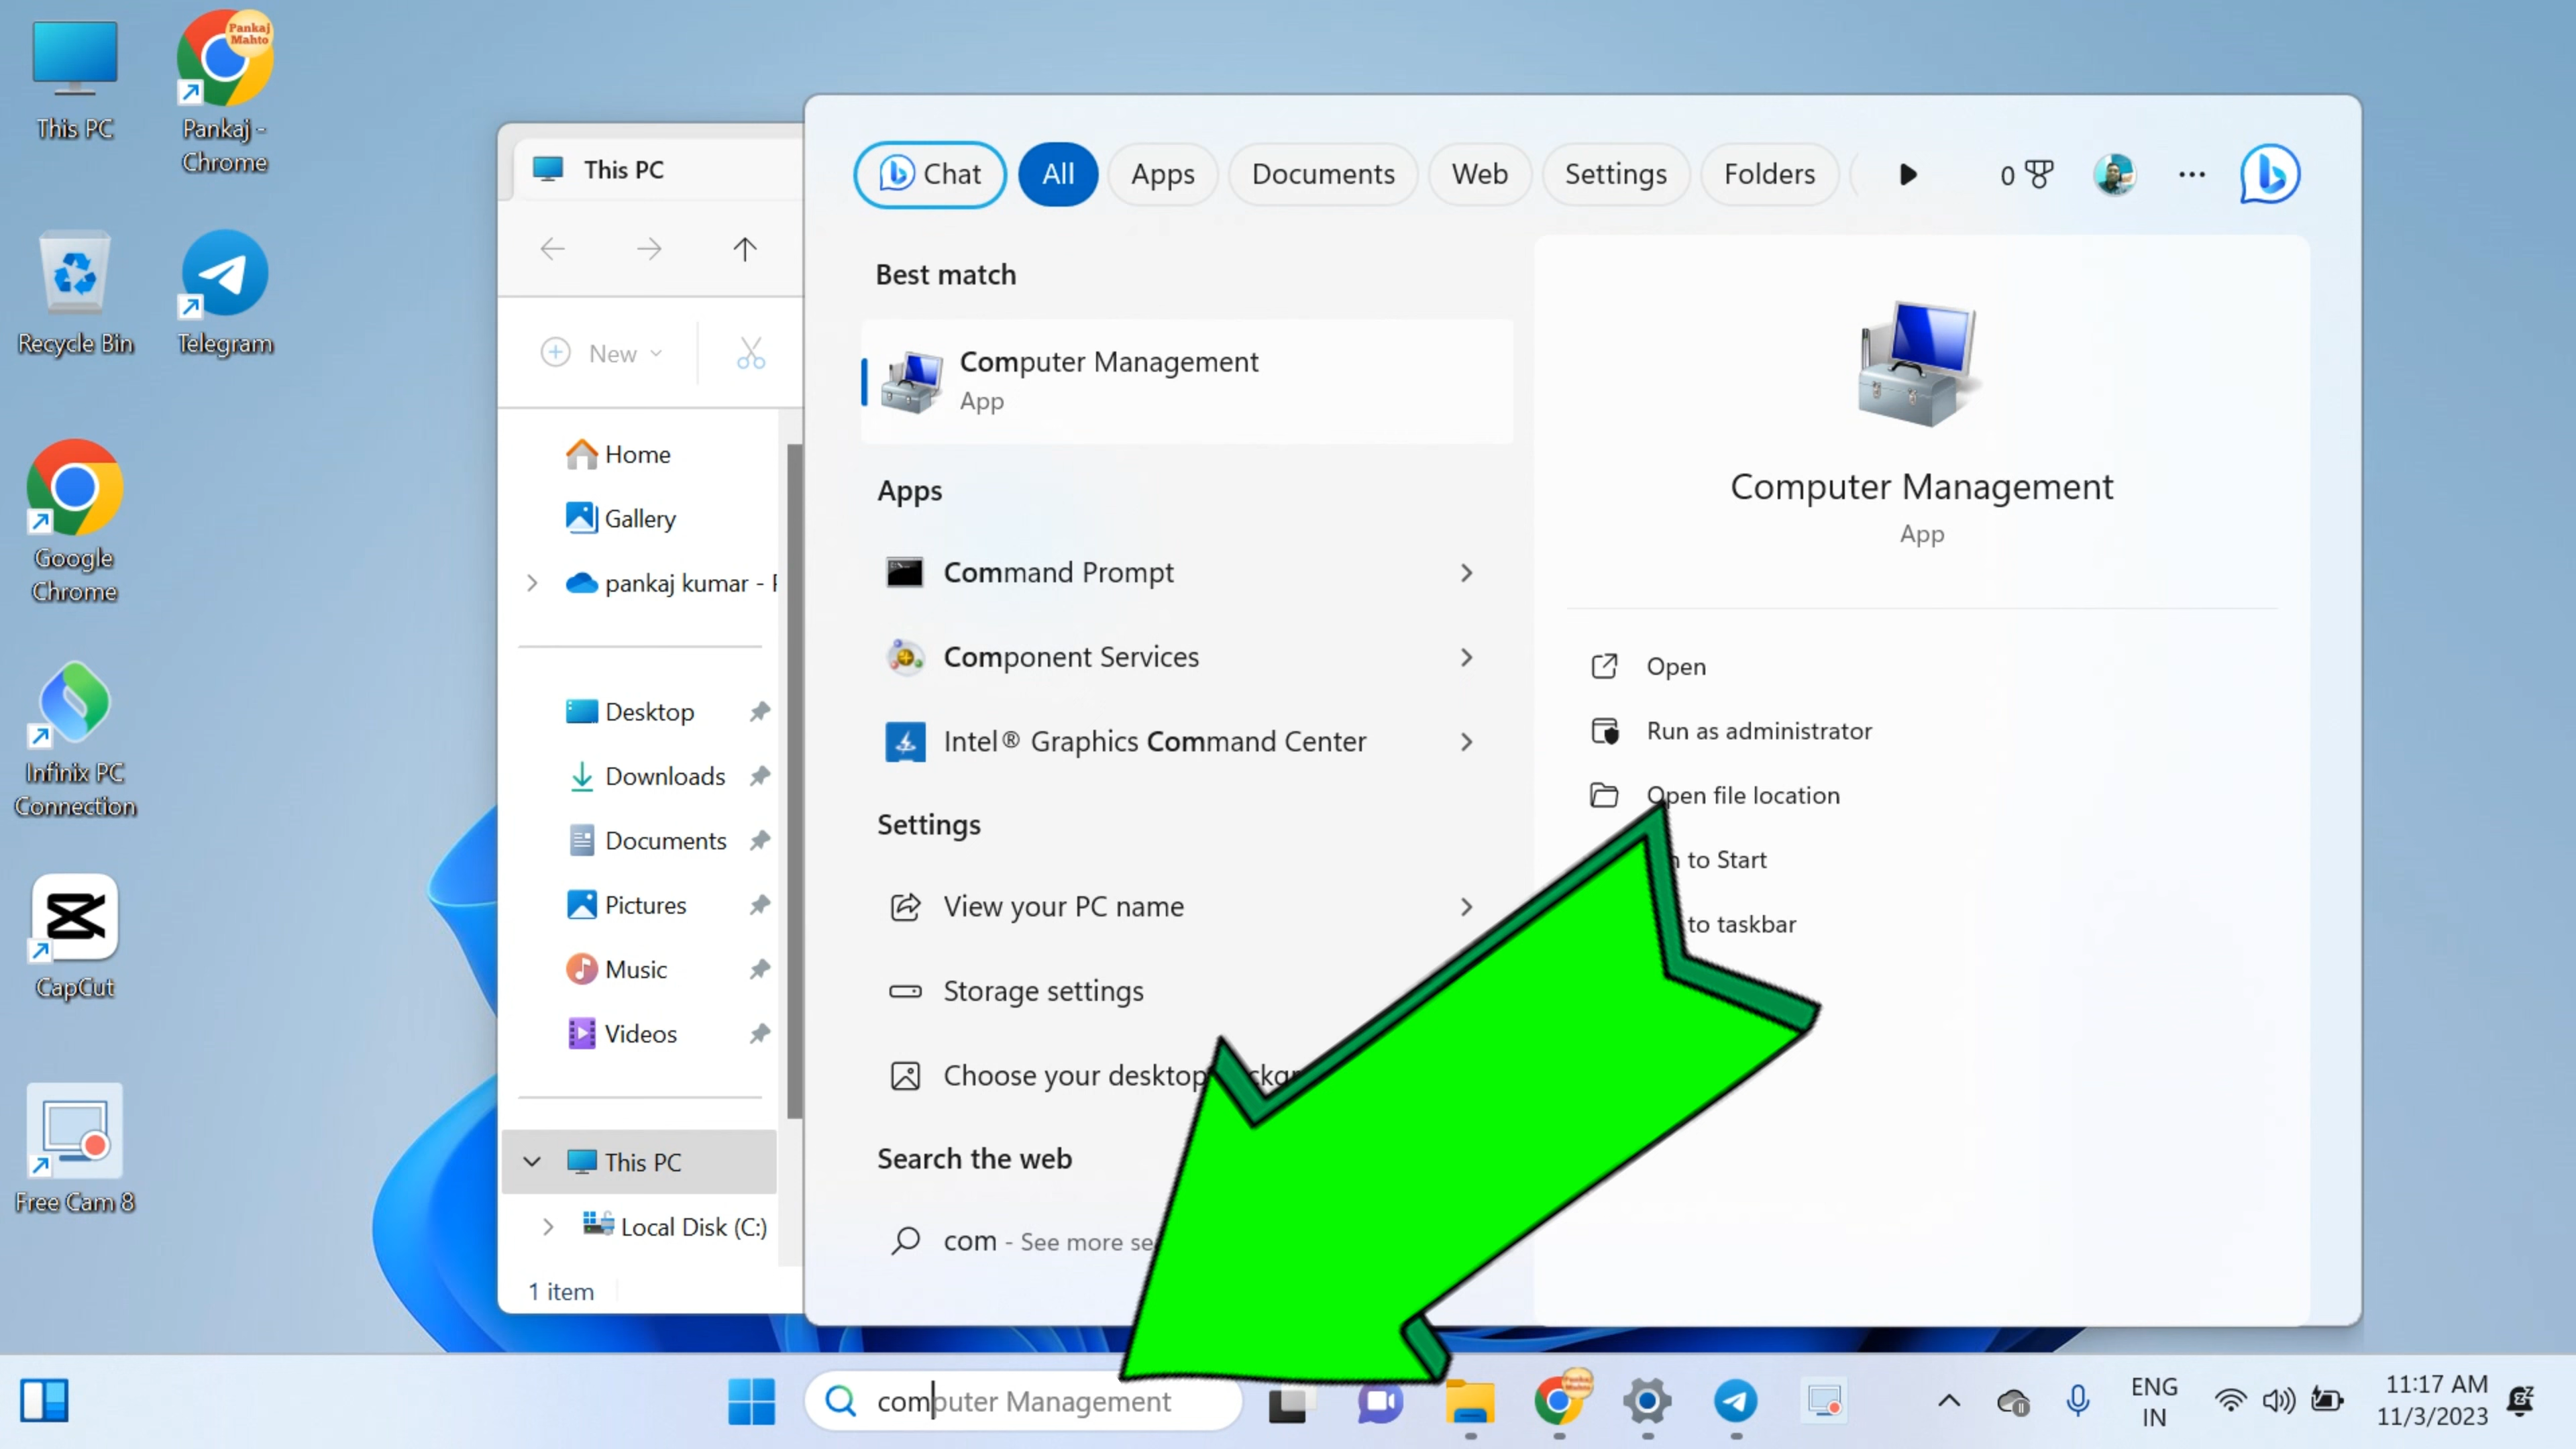 This PC
Pankaj
Mahto
Pankaj -
Chrome
Recycle Bin
Telegram
Google
Chrome
Infinix PC
Connection
CapCut
Free Cam 8
This PC
New
Home
Gallery
pankaj kumar -
Desktop
Downloads
Documents
Pictures
Music
Videos
This PC
Local Disk (C:)
1 item
Chat
All
Apps
Documents
Web
Settings
Folders
0
Best match
Computer Management
App
Apps
Command Prompt
Component Services
Intel® Graphics Command Center
Settings
View your PC name
Storage settings
Choose your desktop
Search the web
com - See more
Computer Management
App
Open
Run as administrator
Open file location
to Start
to taskbar
computer Management
ENG
IN
11:17 AM
11/3/2023